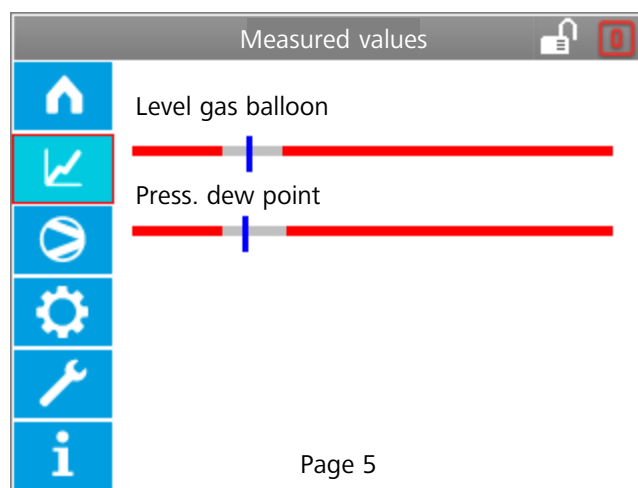 Measured values
0
Level gas balloon
Press. dew point
i
Page 5